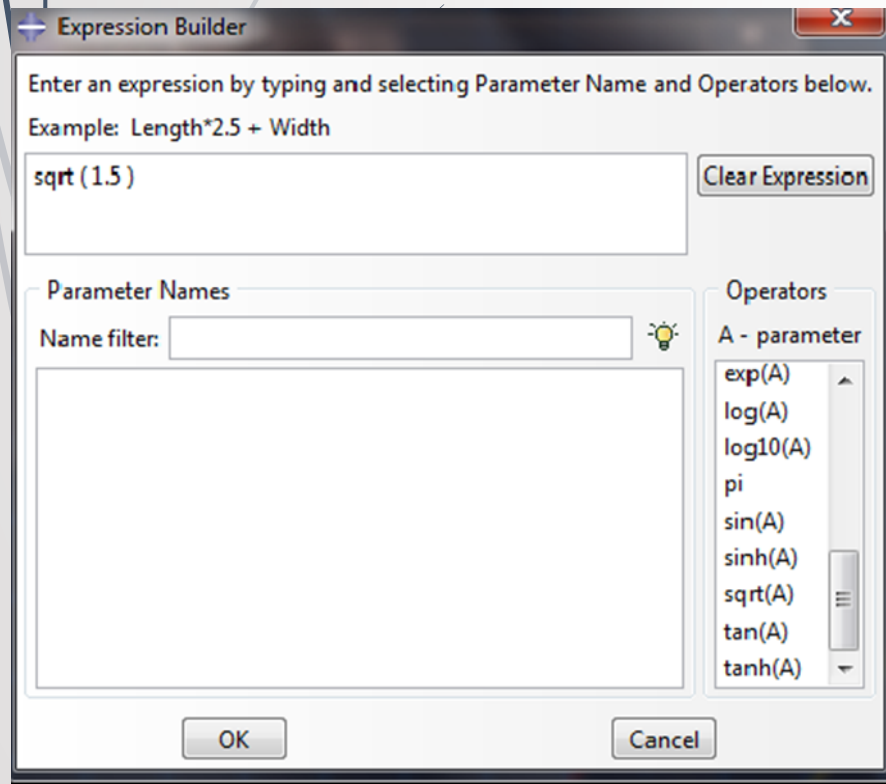 Expression Builder
Enter an expression by typing and selecting Parameter Name and Operators below.
Example: Length*2.5 + Width
sqrt ( 1.5 )
Clear Expression
Parameter Names
Name filter:
Operators
A - parameter
exp(A)
log(A)
log10(A)
pi
sin(A)
sinh(A)
sqrt(A)
tan(A)
tanh(A)
OK
Cancel